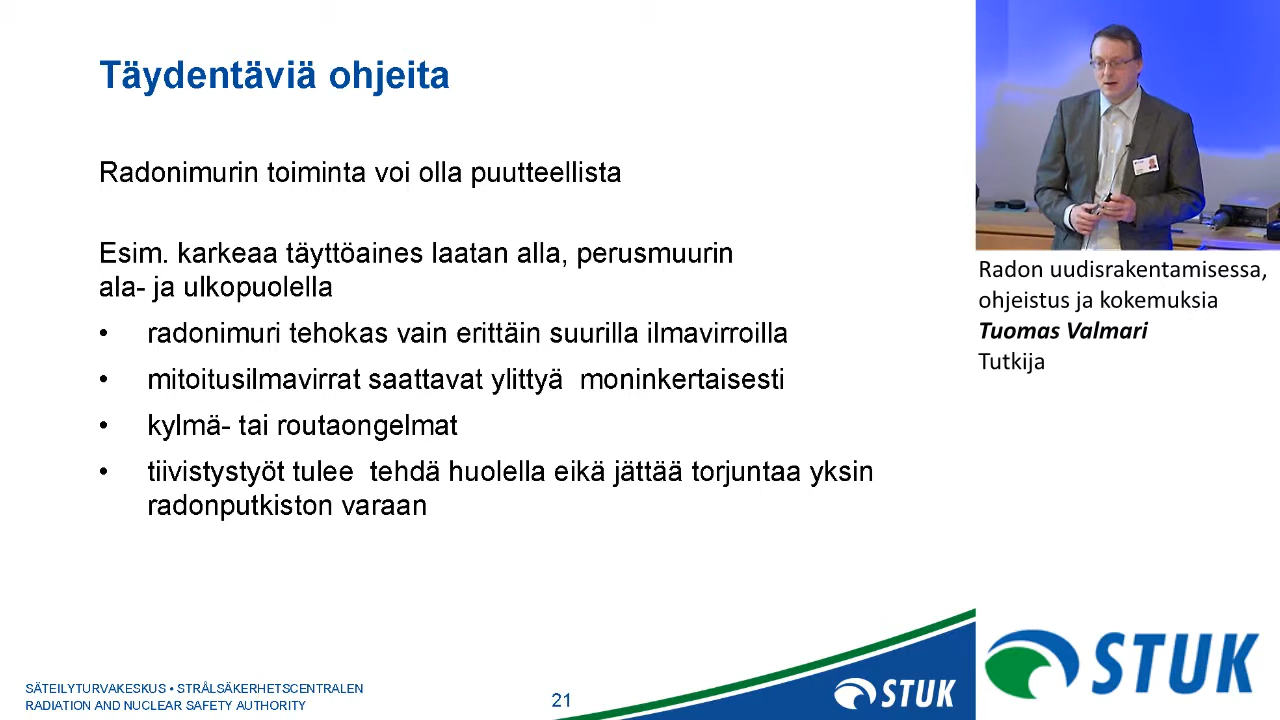 Täydentäviä ohjeita
Radonimurin toiminta voi olla puutteellista
Esim. karkeaa täyttöaines laatan alla, perusmuurin
ala- ja ulkopuolella
• radonimuri tehokas vain erittäin suurilla ilmavirroilla
• mitoitusilmavirrat saattavat ylittyä moninkertaisesti
• kylmä- tai routaongelmat
• tiivistystyöt tulee tehdä huolella eikä jättää torjuntaa yksin
radonputkiston varaan
Radon uudisrakentamisessa,
ohjeistus ja kokemuksia
Tuomas Valmari
Tutkija
SÄTEILYTURVAKESKUS • STRÅLSÄKERHETSCENTRALEN
RADIATION AND NUCLEAR SAFETY AUTHORITY
21
STUK
STUK